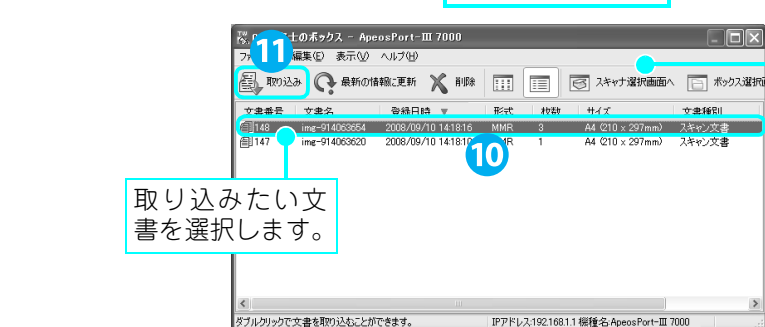 士のボックス - ApeosPort-III 7000
編集(E) 表示(V) ヘルプ(H)
11
取り込み 最新の情報に更新 削除 スキャナ選択画面へ ボックス選択
文書番号 文書名 登録日時 形式 枚数 サイズ 文書種別
148 img-914063654 2008/09/10 14:18:16 MMR 3 A4 (210 x 297mm) スキャン文書
147 img-914063620 2008/09/10 14:18:10 MMR 1 A4 (210 x 297mm) スキャン文書
10
取り込みたい文
書を選択します。
ダブルクリックで文書を取り込むことができます。 IPアドレス:192.168.1.1 機種名:ApeosPort-III 7000